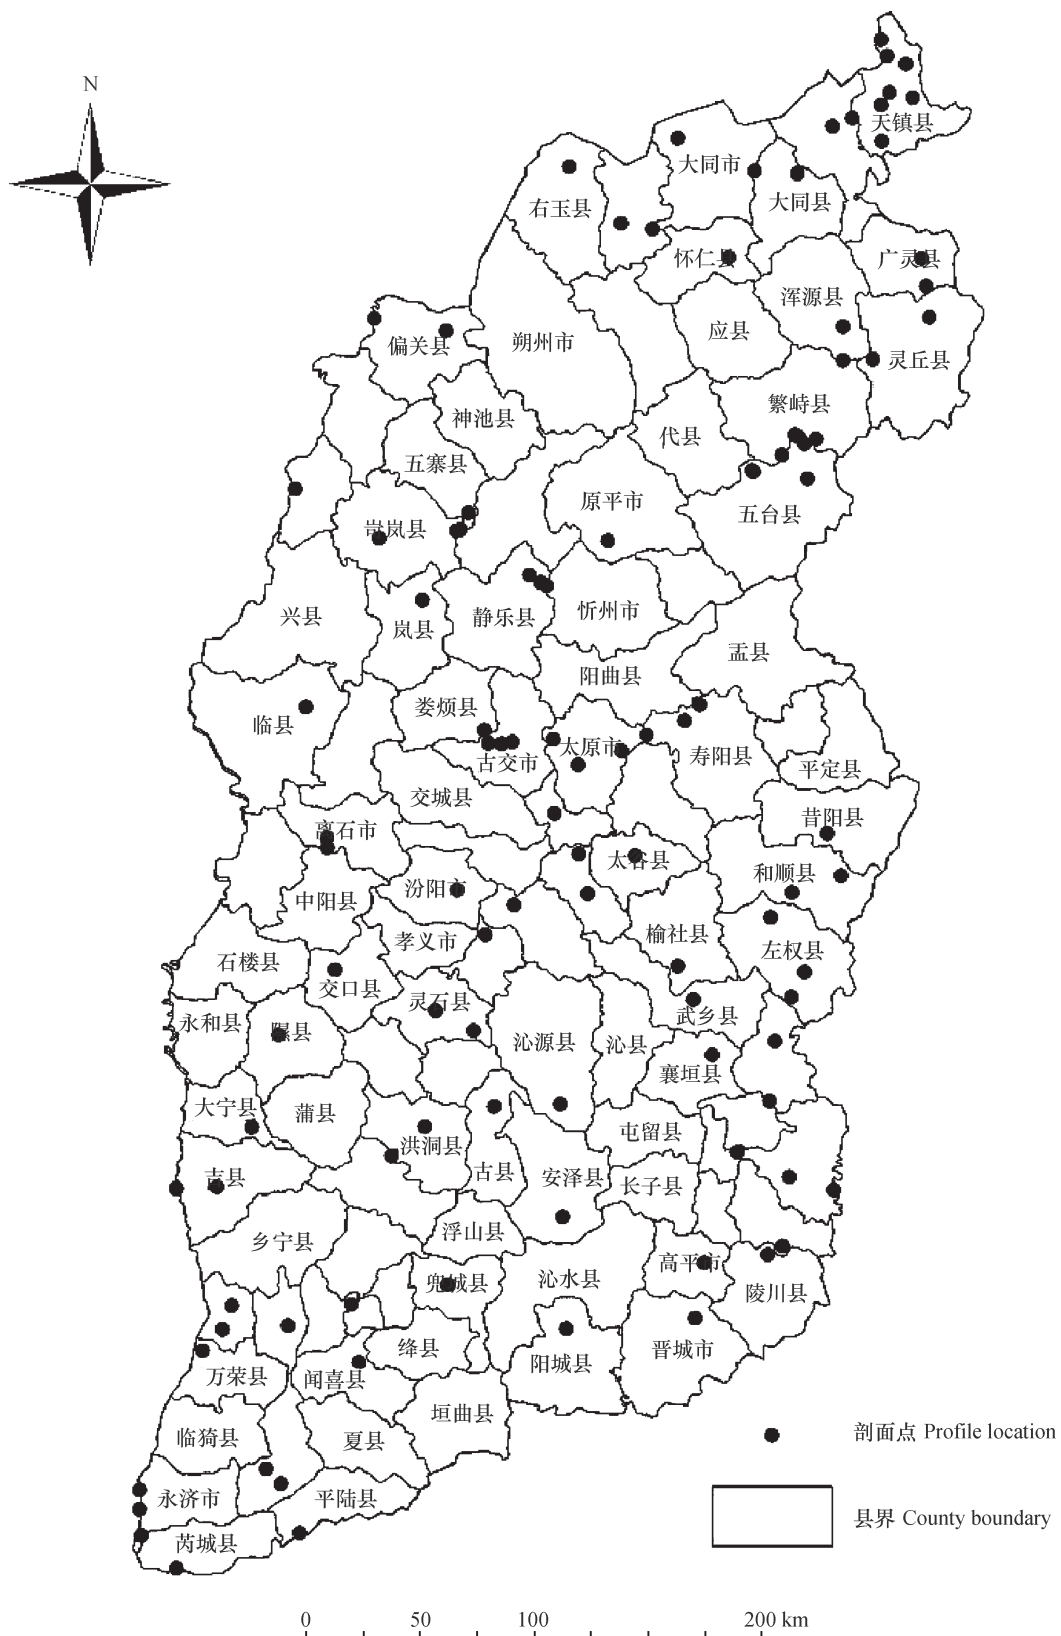 N
天镇县
大同市
大同县
右玉县
怀仁县
广灵县
浑源县
应县
朔州市
偏关县
灵丘县
繁峙县
神池县
代县
五寨县
原平市
五台县
岢岚县
兴县
岚县
静乐县
忻州市
盂县
阳曲县
娄烦县
临县
太原市
寿阳县
古交市
平定县
交城县
昔阳县
离石市
太谷县
和顺县
汾阳市
中阳县
孝义市
榆社县
左权县
石楼县
交口县
灵石县
武乡县
永和县
隰县
沁源县
沁县
襄垣县
大宁县
蒲县
屯留县
洪洞县
古县
安泽县
长子县
吉县
乡宁县
浮山县
高平市
沁水县
兜城县
陵川县
绛县
晋城市
阳城县
万荣县
闻喜县
垣曲县
临猗县
夏县
剖面点 Profile location
永济市
平陆县
县界 County boundary
芮城县
0 50 100 200 km